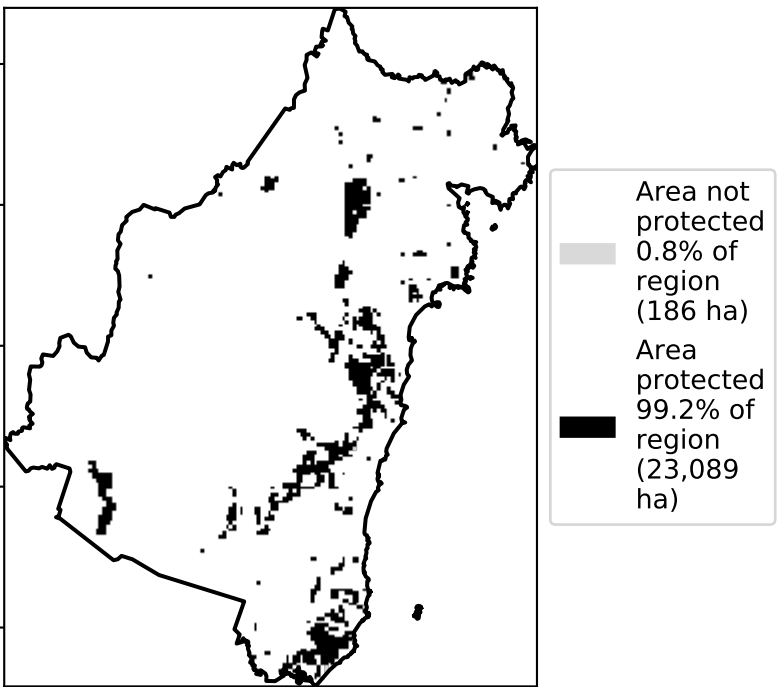 Area not
protected
0.8% of
region
(186 ha)
Area
protected
99.2% of
region
(23,089
ha)